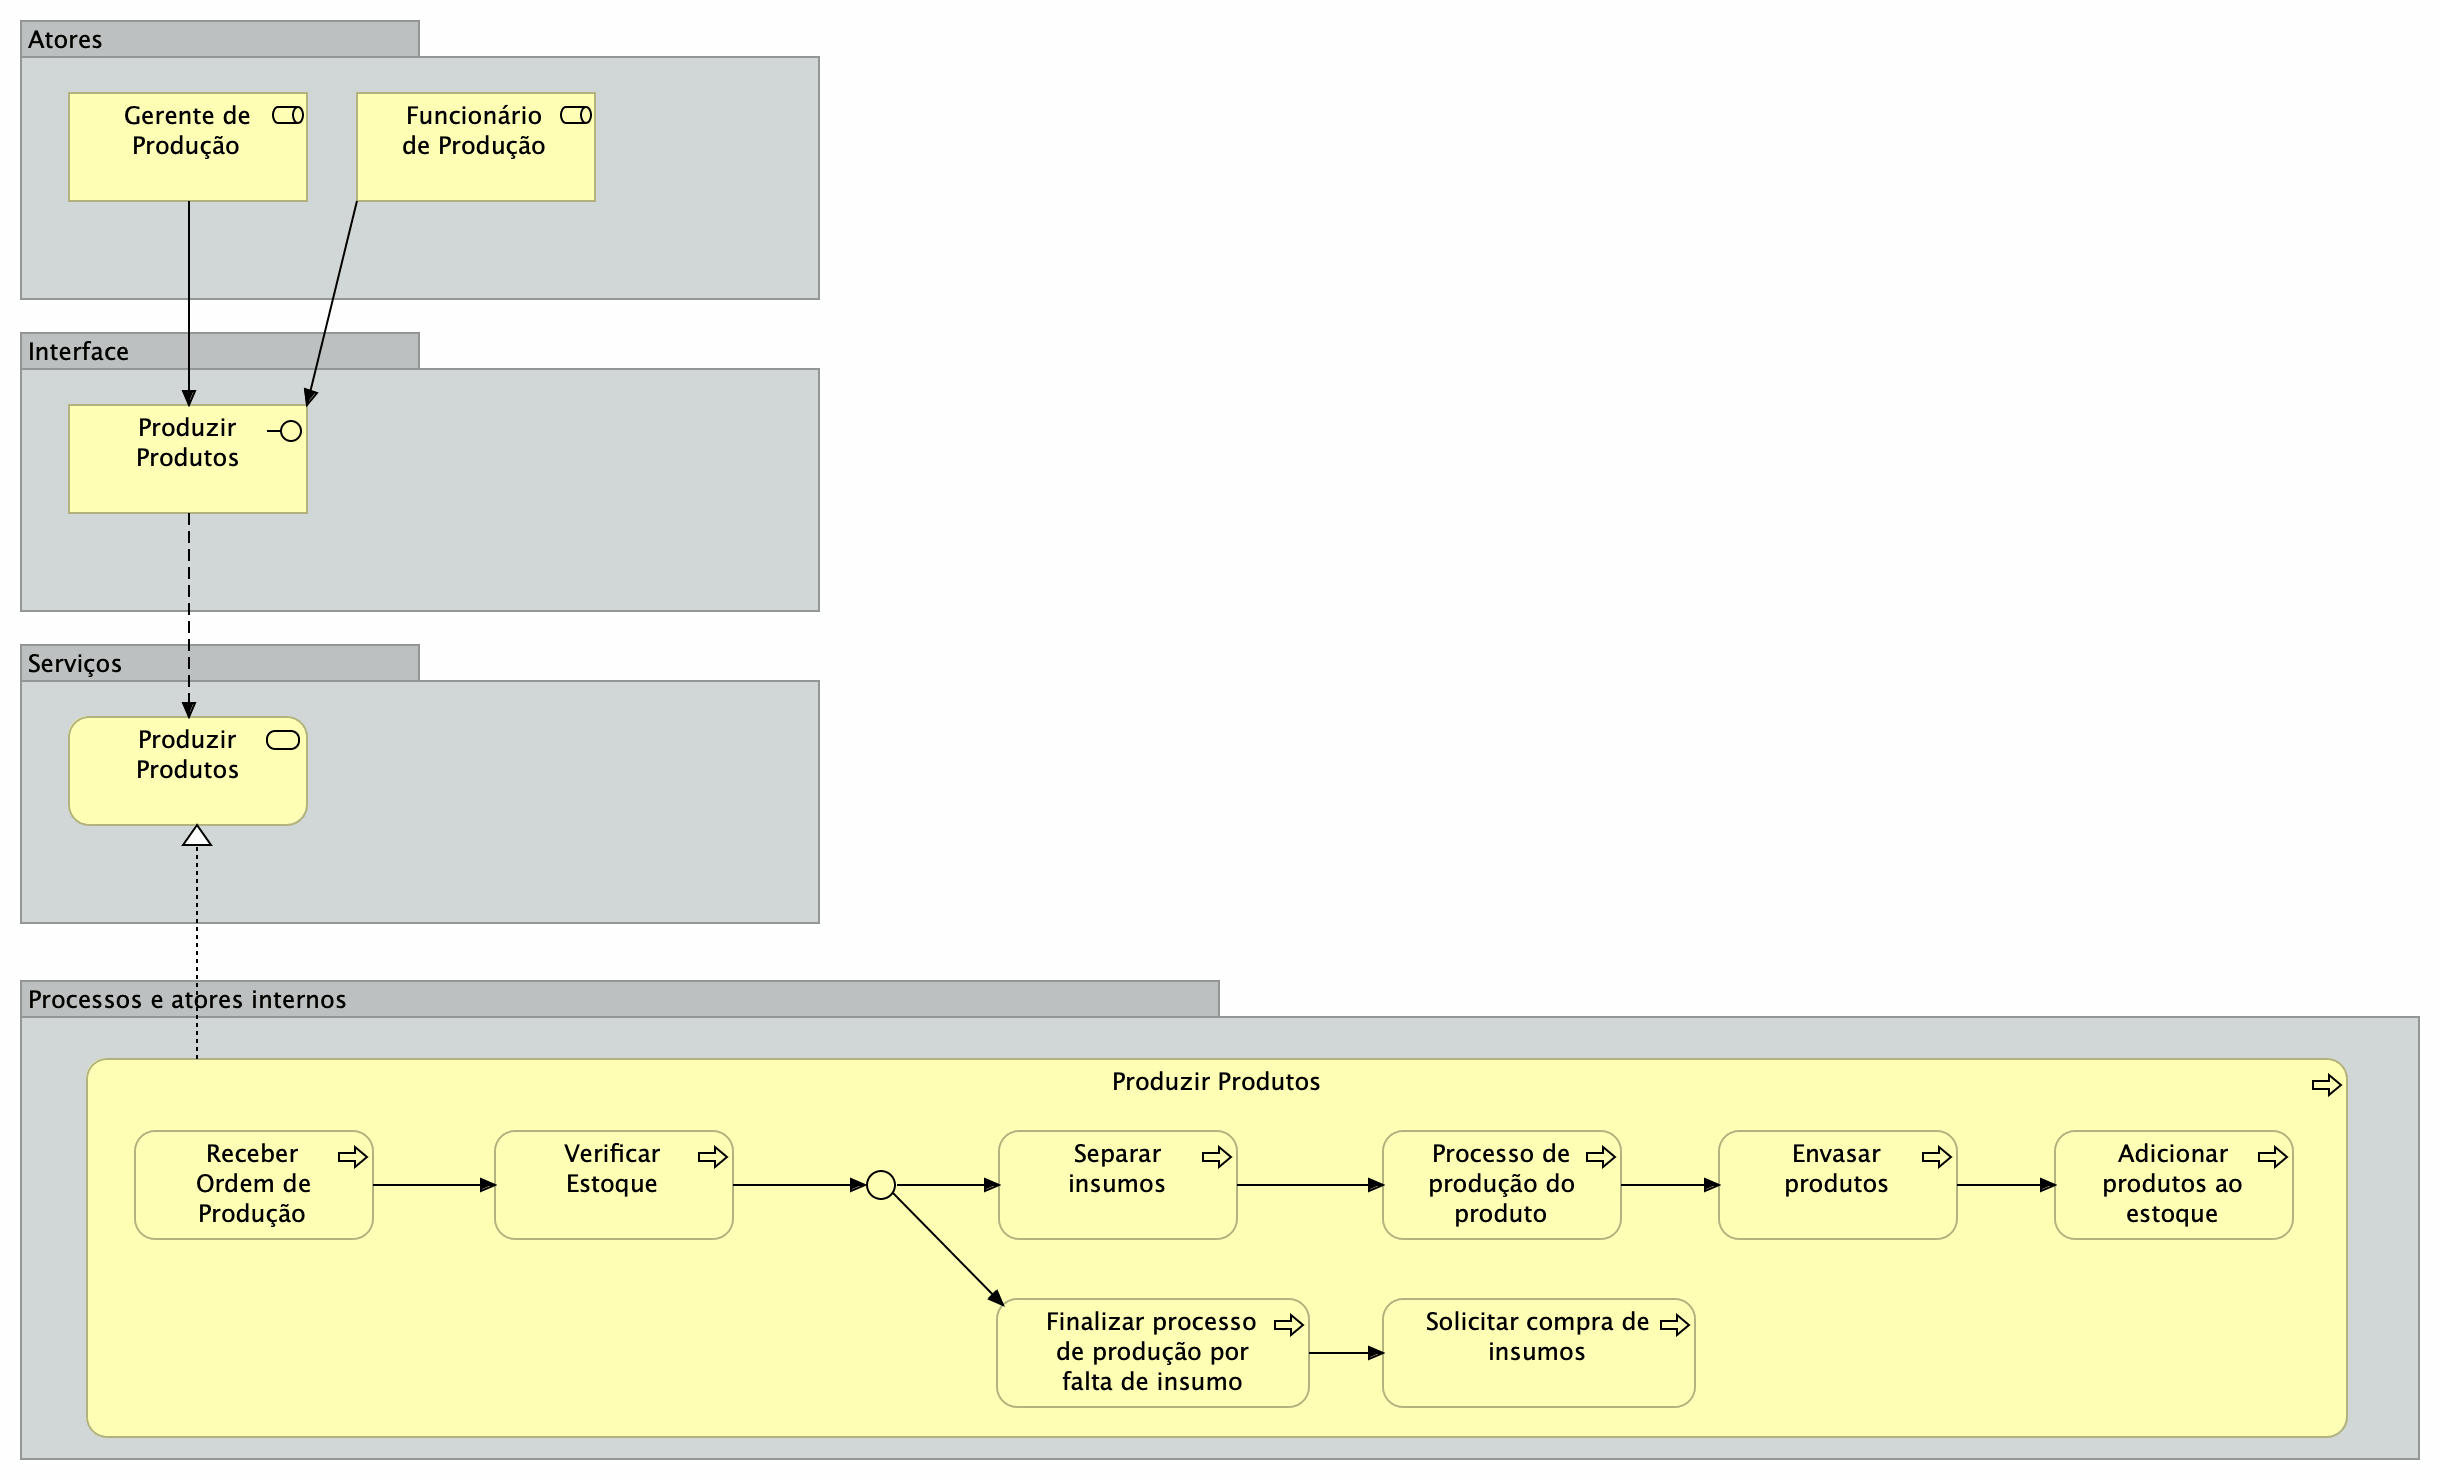 Atores
Gerente de
Produção
Funcionário
de Produção
Interface
Produzir
Produtos
Serviços
Produzir
Produtos
Processos e atores internos
Produzir Produtos
Receber
Ordem de
Produção
Verificar
Estoque
Separar
insumos
Processo de
produção do
produto
Envasar
produtos
Adicionar
produtos ao
estoque
Finalizar processo
de produção por
falta de insumo
Solicitar compra de
insumos